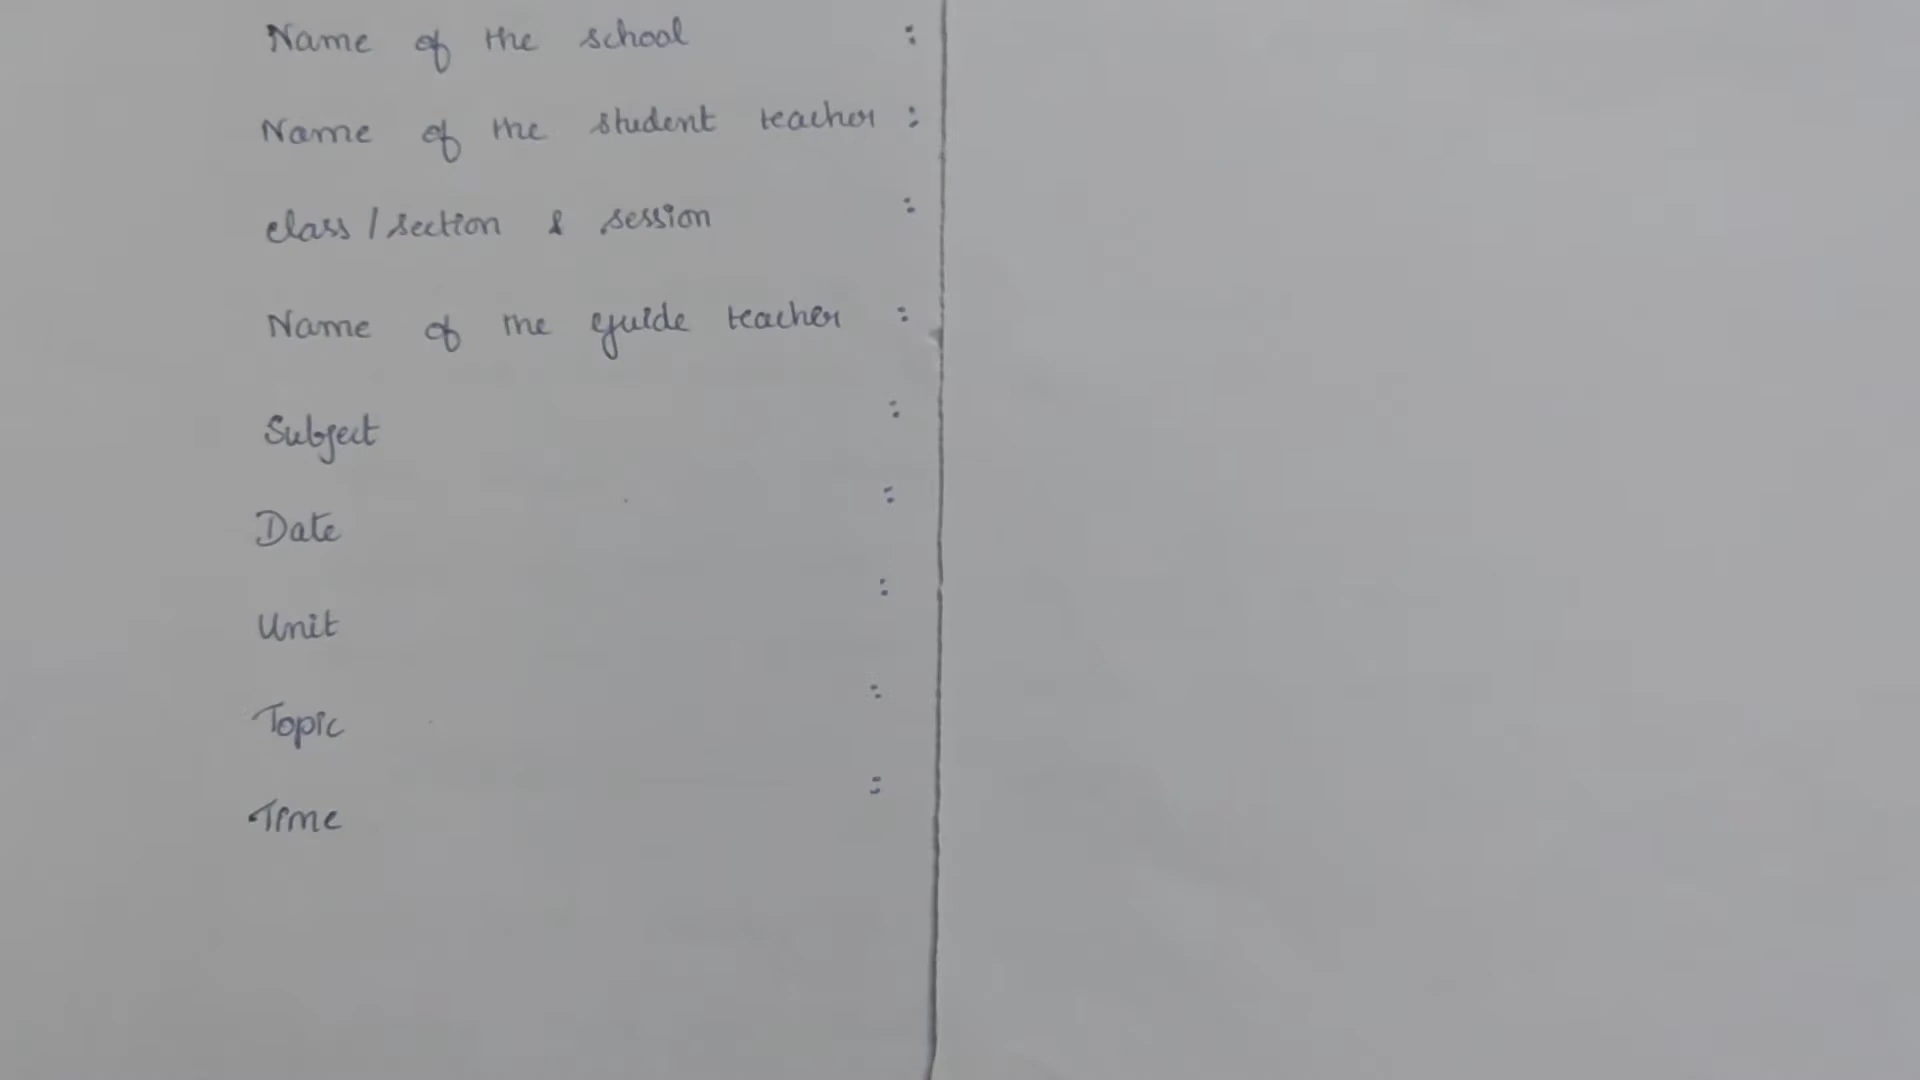 Name of the school :
Name of the student teacher :
class / section & session :
Name of the guide teacher :
Subject :
Date :
Unit :
Topic :
Time :